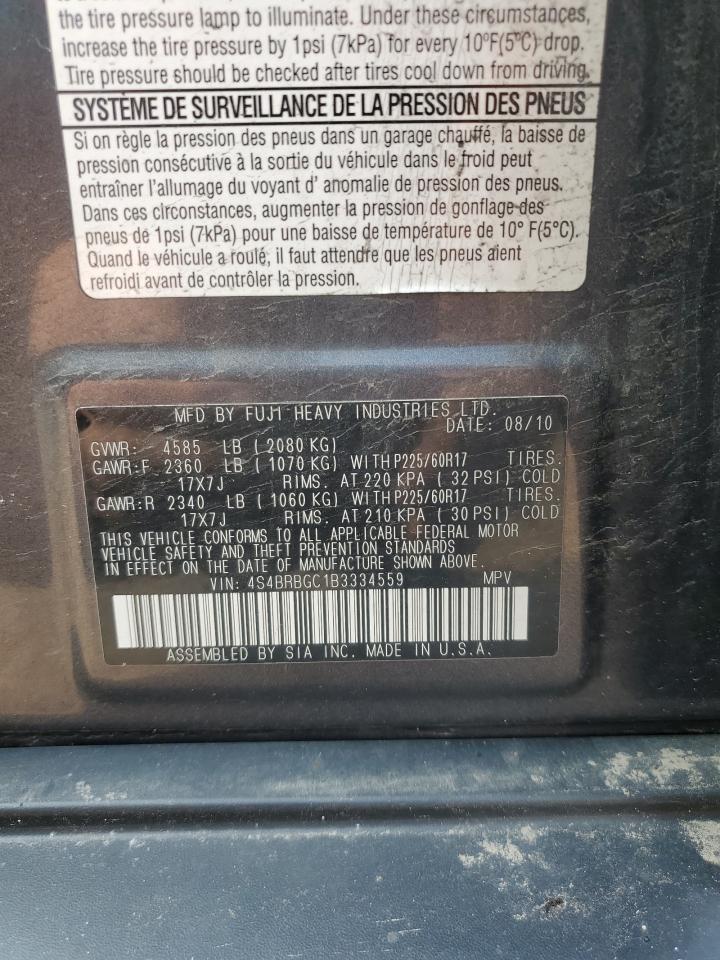 the tire pressure lamp to illuminate. Under these circumstances,
increase the tire pressure by 1psi (7kPa) for every 10°F(5°C) drop.
Tire pressure should be checked after tires cool down from driving.
SYSTÈME DE SURVEILLANCE DE LA PRESSION DES PNEUS
Si on règle la pression des pneus dans un garage chauffé, la baisse de
pression consécutive à la sortie du véhicule dans le froid peut
entraîner l'allumage du voyant d' anomalie de pression des pneus.
Dans ces circonstances, augmenter la pression de gonflage des
pneus de 1psi (7kPa) pour une baisse de température de 10° F(5°C).
Quand le véhicule a roulé, il faut attendre que les pneus aient
refroidi avant de contrôler la pression.
MFD BY FUJI HEAVY INDUSTRIES LTD.
DATE: 08/10
GVWR: 4585 LB (2080 KG)
GAWR:F 2360 LB (1070 KG) WITH P225/60R17 TIRES.
17X7J RIMS. AT 220 KPA (32 PSI) COLD
GAWR:R 2340 LB (1060 KG) WITH P225/60R17 TIRES.
17X7J RIMS. AT 210 KPA (30 PSI) COLD
THIS VEHICLE CONFORMS TO ALL APPLICABLE FEDERAL MOTOR
VEHICLE SAFETY AND THEFT PREVENTION STANDARDS
IN EFFECT ON THE DATE OF MANUFACTURE SHOWN ABOVE.
VIN: 4S4BRBGC1B3334559 MPV
ASSEMBLED BY SIA INC. MADE IN U.S.A.